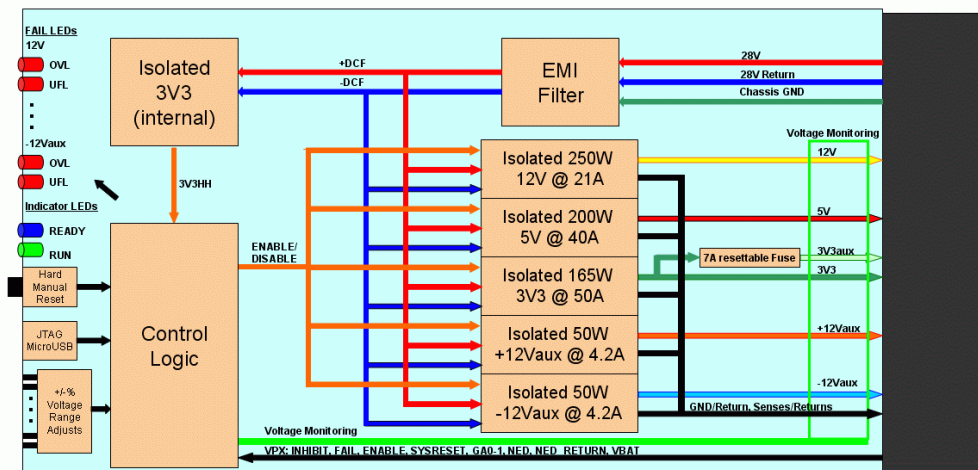 FAIL LEDs
12V
OVL
UFL
-12Vaux
OVL
UFL
Indicator LEDs
READY
RUN
Hard
Manual
Reset
JTAG
MicroUSB
+/-%
Voltage
Range
Adjusts
Isolated
3V3
(internal)
3V3HH
Control
Logic
+DCF
-DCF
EMI
Filter
28V
28V Return
Chassis GND
ENABLE/
DISABLE
Isolated 250W
12V @ 21A
Isolated 200W
5V @ 40A
Isolated 165W
3V3 @ 50A
Isolated 50W
+12Vaux @ 4.2A
Isolated 50W
-12Vaux @ 4.2A
Voltage Monitoring
12V
5V
7A resettable Fuse
3V3aux
3V3
+12Vaux
-12Vaux
GND/Return, Senses/Returns
Voltage Monitoring
VPX: INHIBIT, FAIL, ENABLE, SYSRESET, GA0-1, NED, NED_RETURN, VBAT